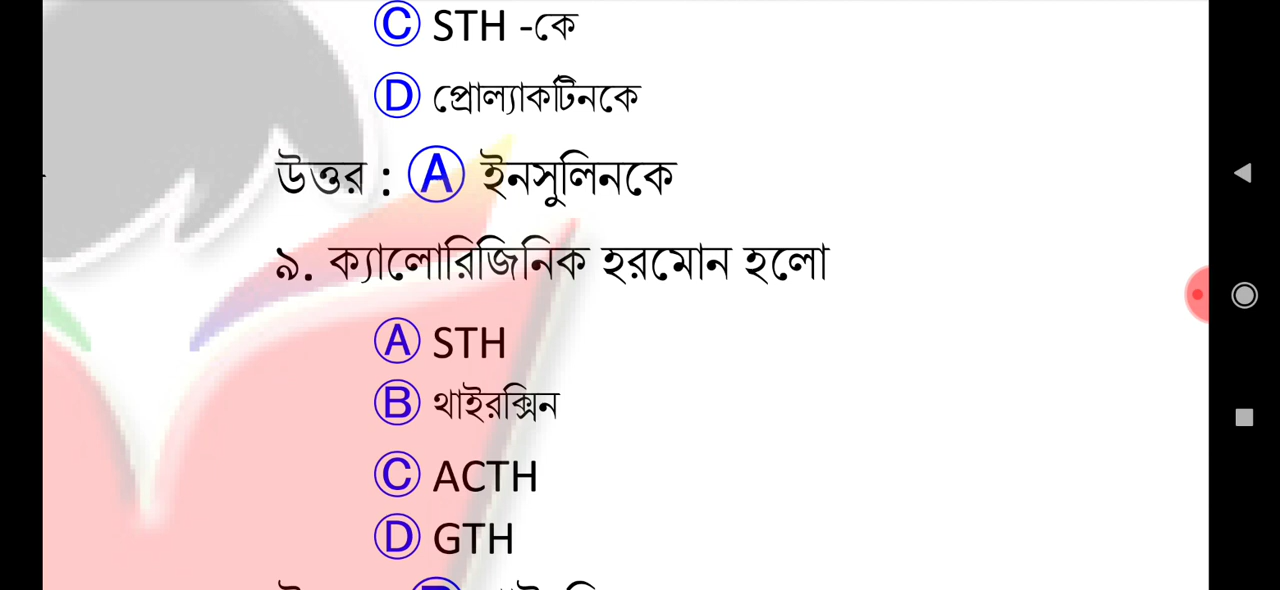 Ⓒ STH -কে
Ⓓ প্রোল্যাকটিনকে
উত্তর : Ⓐ ইনসুলিনকে
৯. ক্যালোরিজিনিক হরমোন হলো
Ⓐ STH
Ⓑ থাইরক্সিন
Ⓒ ACTH
Ⓓ GTH